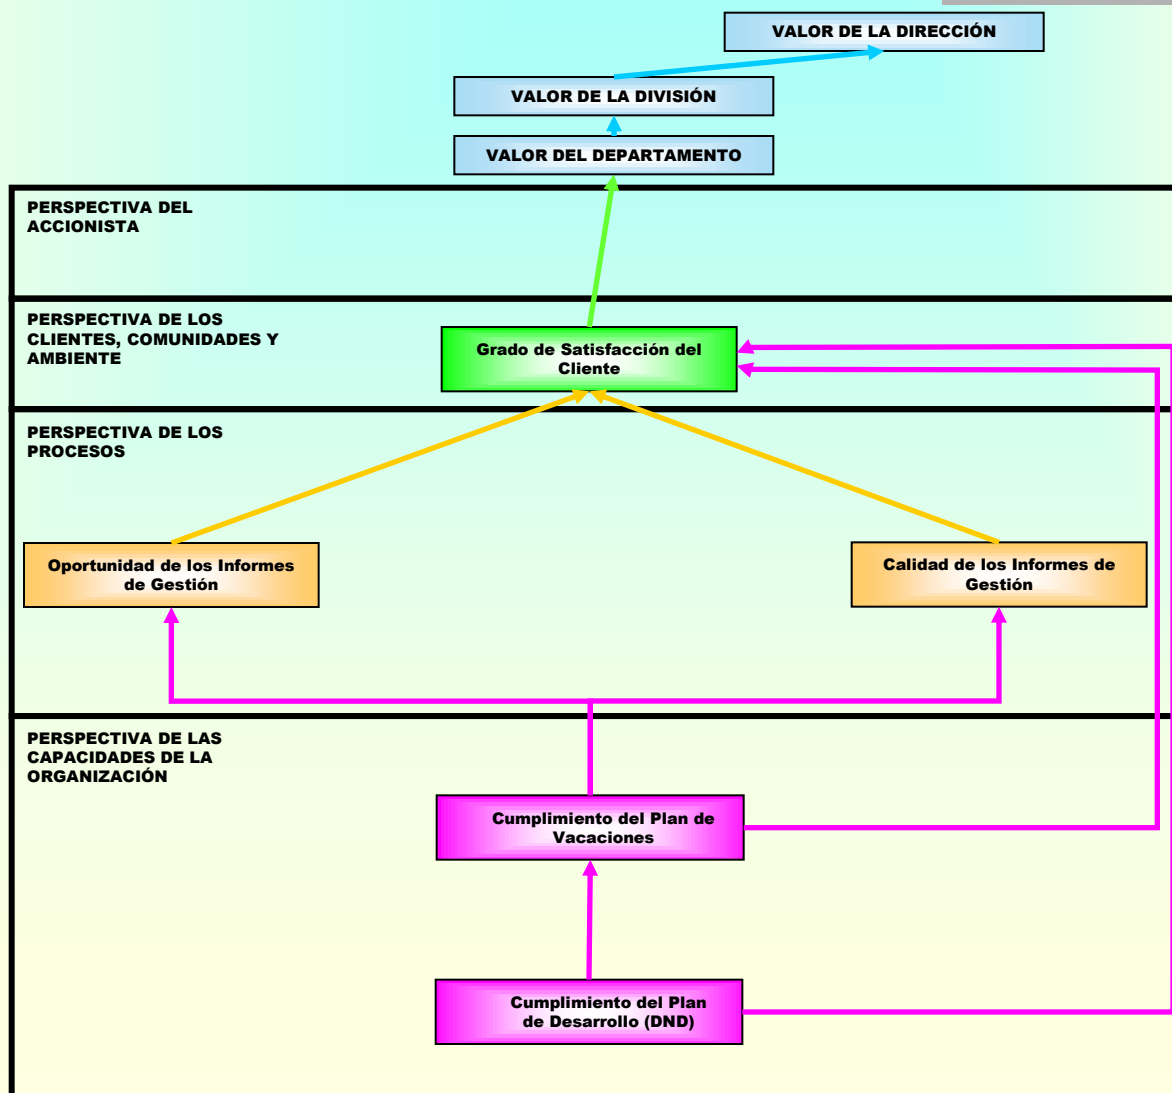 VALOR DE LA DIRECCIÓN
VALOR DE LA DIVISIÓN
VALOR DEL DEPARTAMENTO
PERSPECTIVA DEL
ACCIONISTA
PERSPECTIVA DE LOS
CLIENTES, COMUNIDADES Y
AMBIENTE
Grado de Satisfacción del
Cliente
PERSPECTIVA DE LOS
PROCESOS
Oportunidad de los Informes
de Gestión
Calidad de los Informes de
Gestión
PERSPECTIVA DE LAS
CAPACIDADES DE LA
ORGANIZACIÓN
Cumplimiento del Plan de
Vacaciones
Cumplimiento del Plan
de Desarrollo (DND)